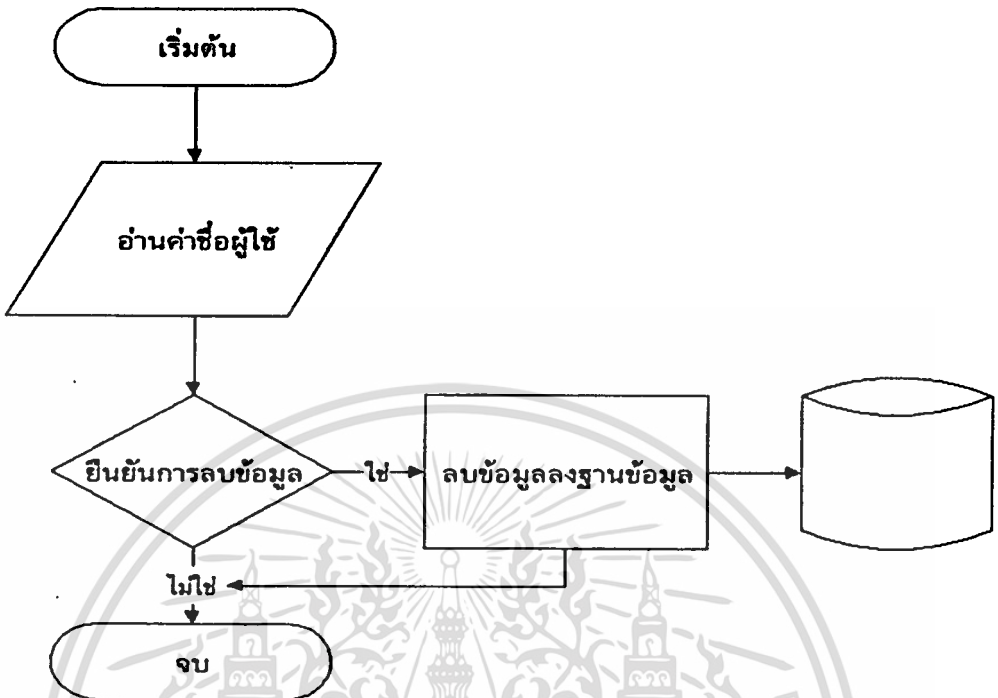 เริ่มต้น
อ่านค่าชื่อผู้ใช้
ยืนยันการลบข้อมูล
ใช่
ลบข้อมูลลงฐานข้อมูล
ไม่ใช่
จบ